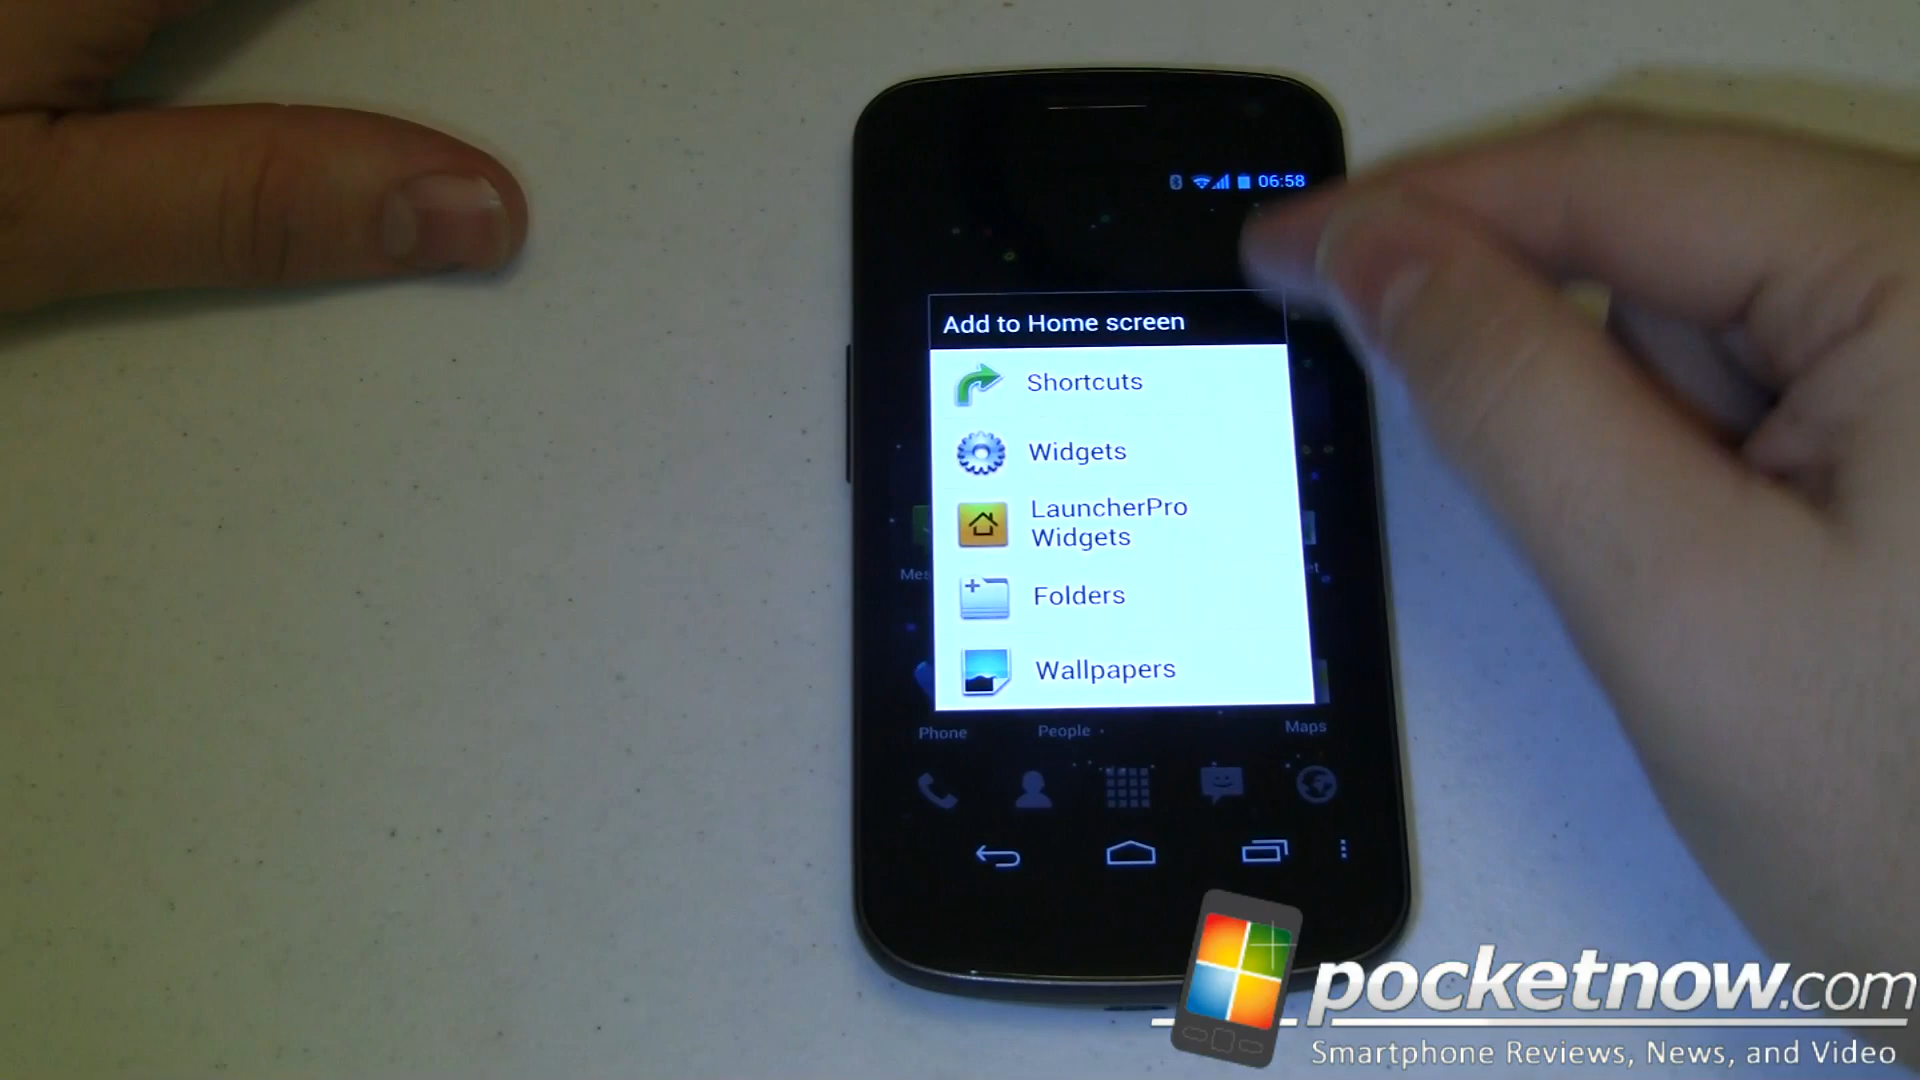 06:58
Add to Home screen
Shortcuts
Widgets
LauncherPro
Widgets
Folders
Wallpapers
Phone
People
Maps
pocketnow.com
Smartphone Reviews, News, and Video